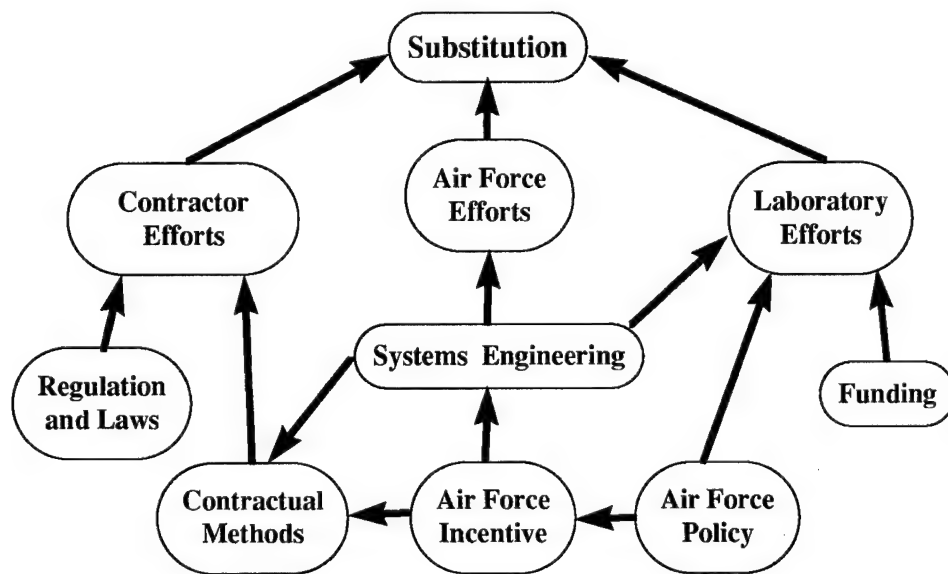 Substitution
Contractor
Efforts
Air Force
Efforts
Laboratory
Efforts
Systems Engineering
Regulation
and Laws
Funding
Contractual
Methods
Air Force
Incentive
Air Force
Policy